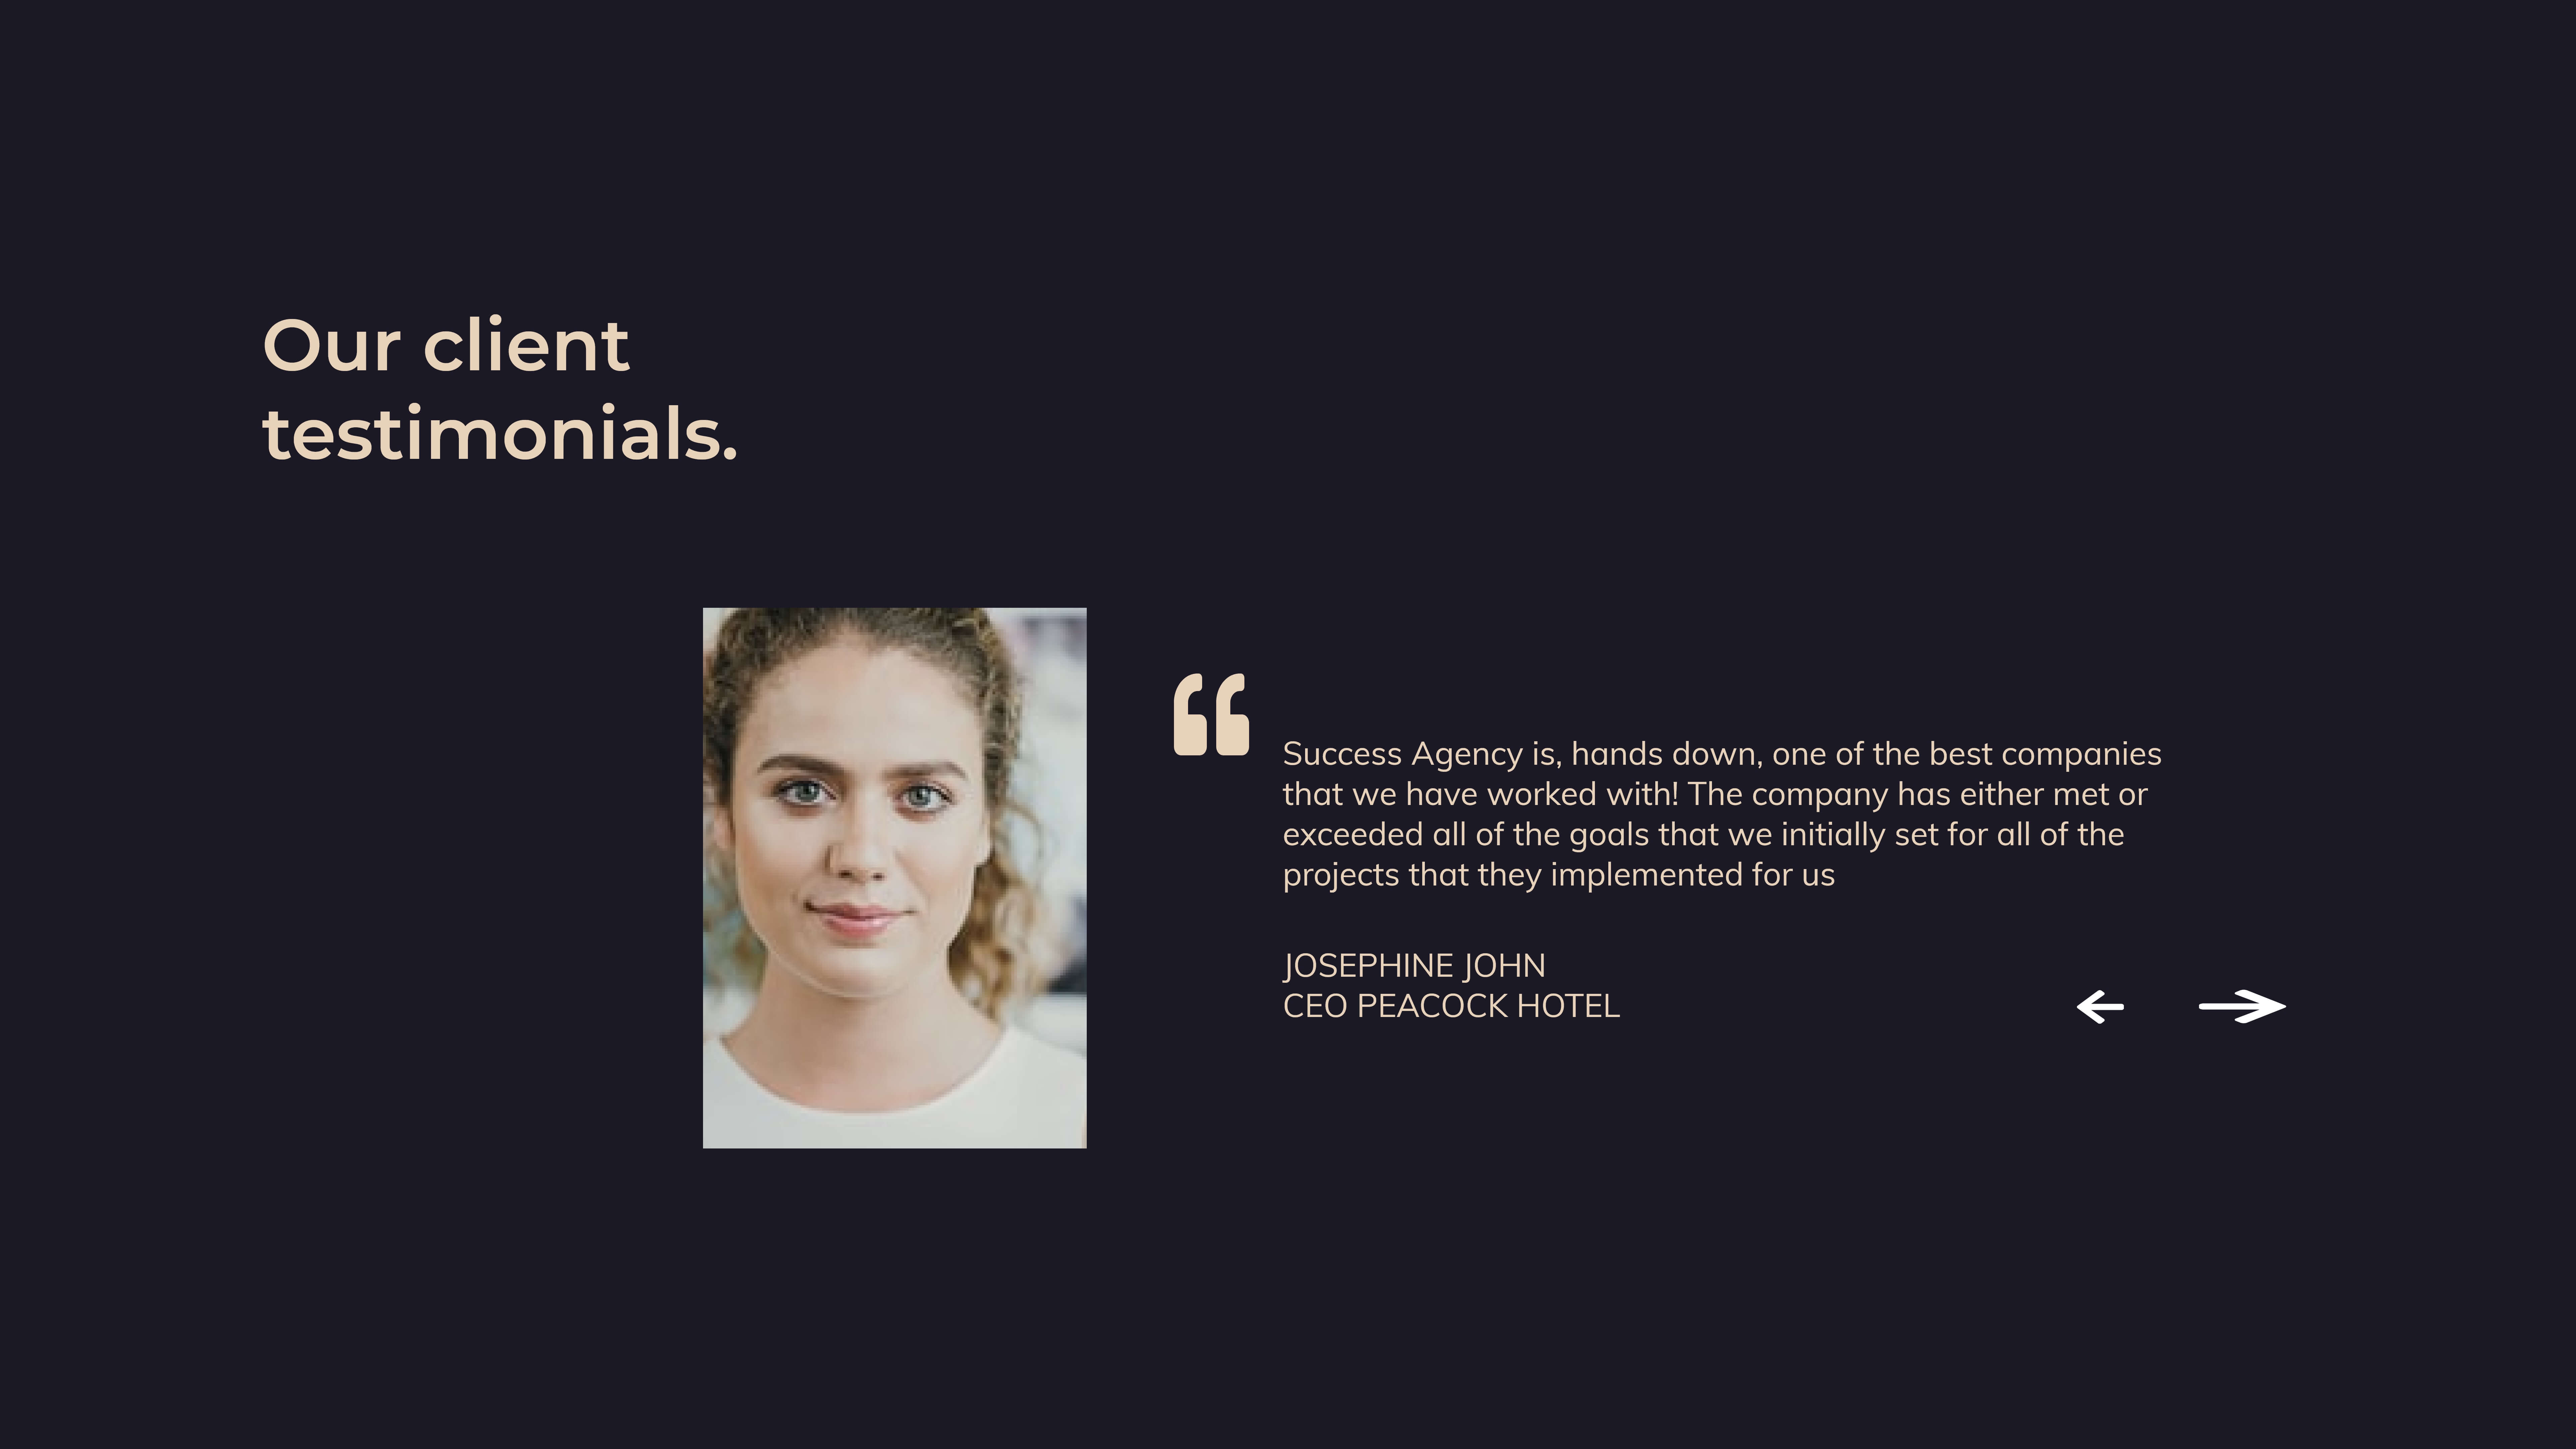 Our client
testimonials.
Success Agency is, hands down, one of the best companies
that we have worked with! The company has either met or
exceeded all of the goals that we initially set for all of the
projects that they implemented for us
JOSEPHINE JOHN
CEO PEACOCK HOTEL